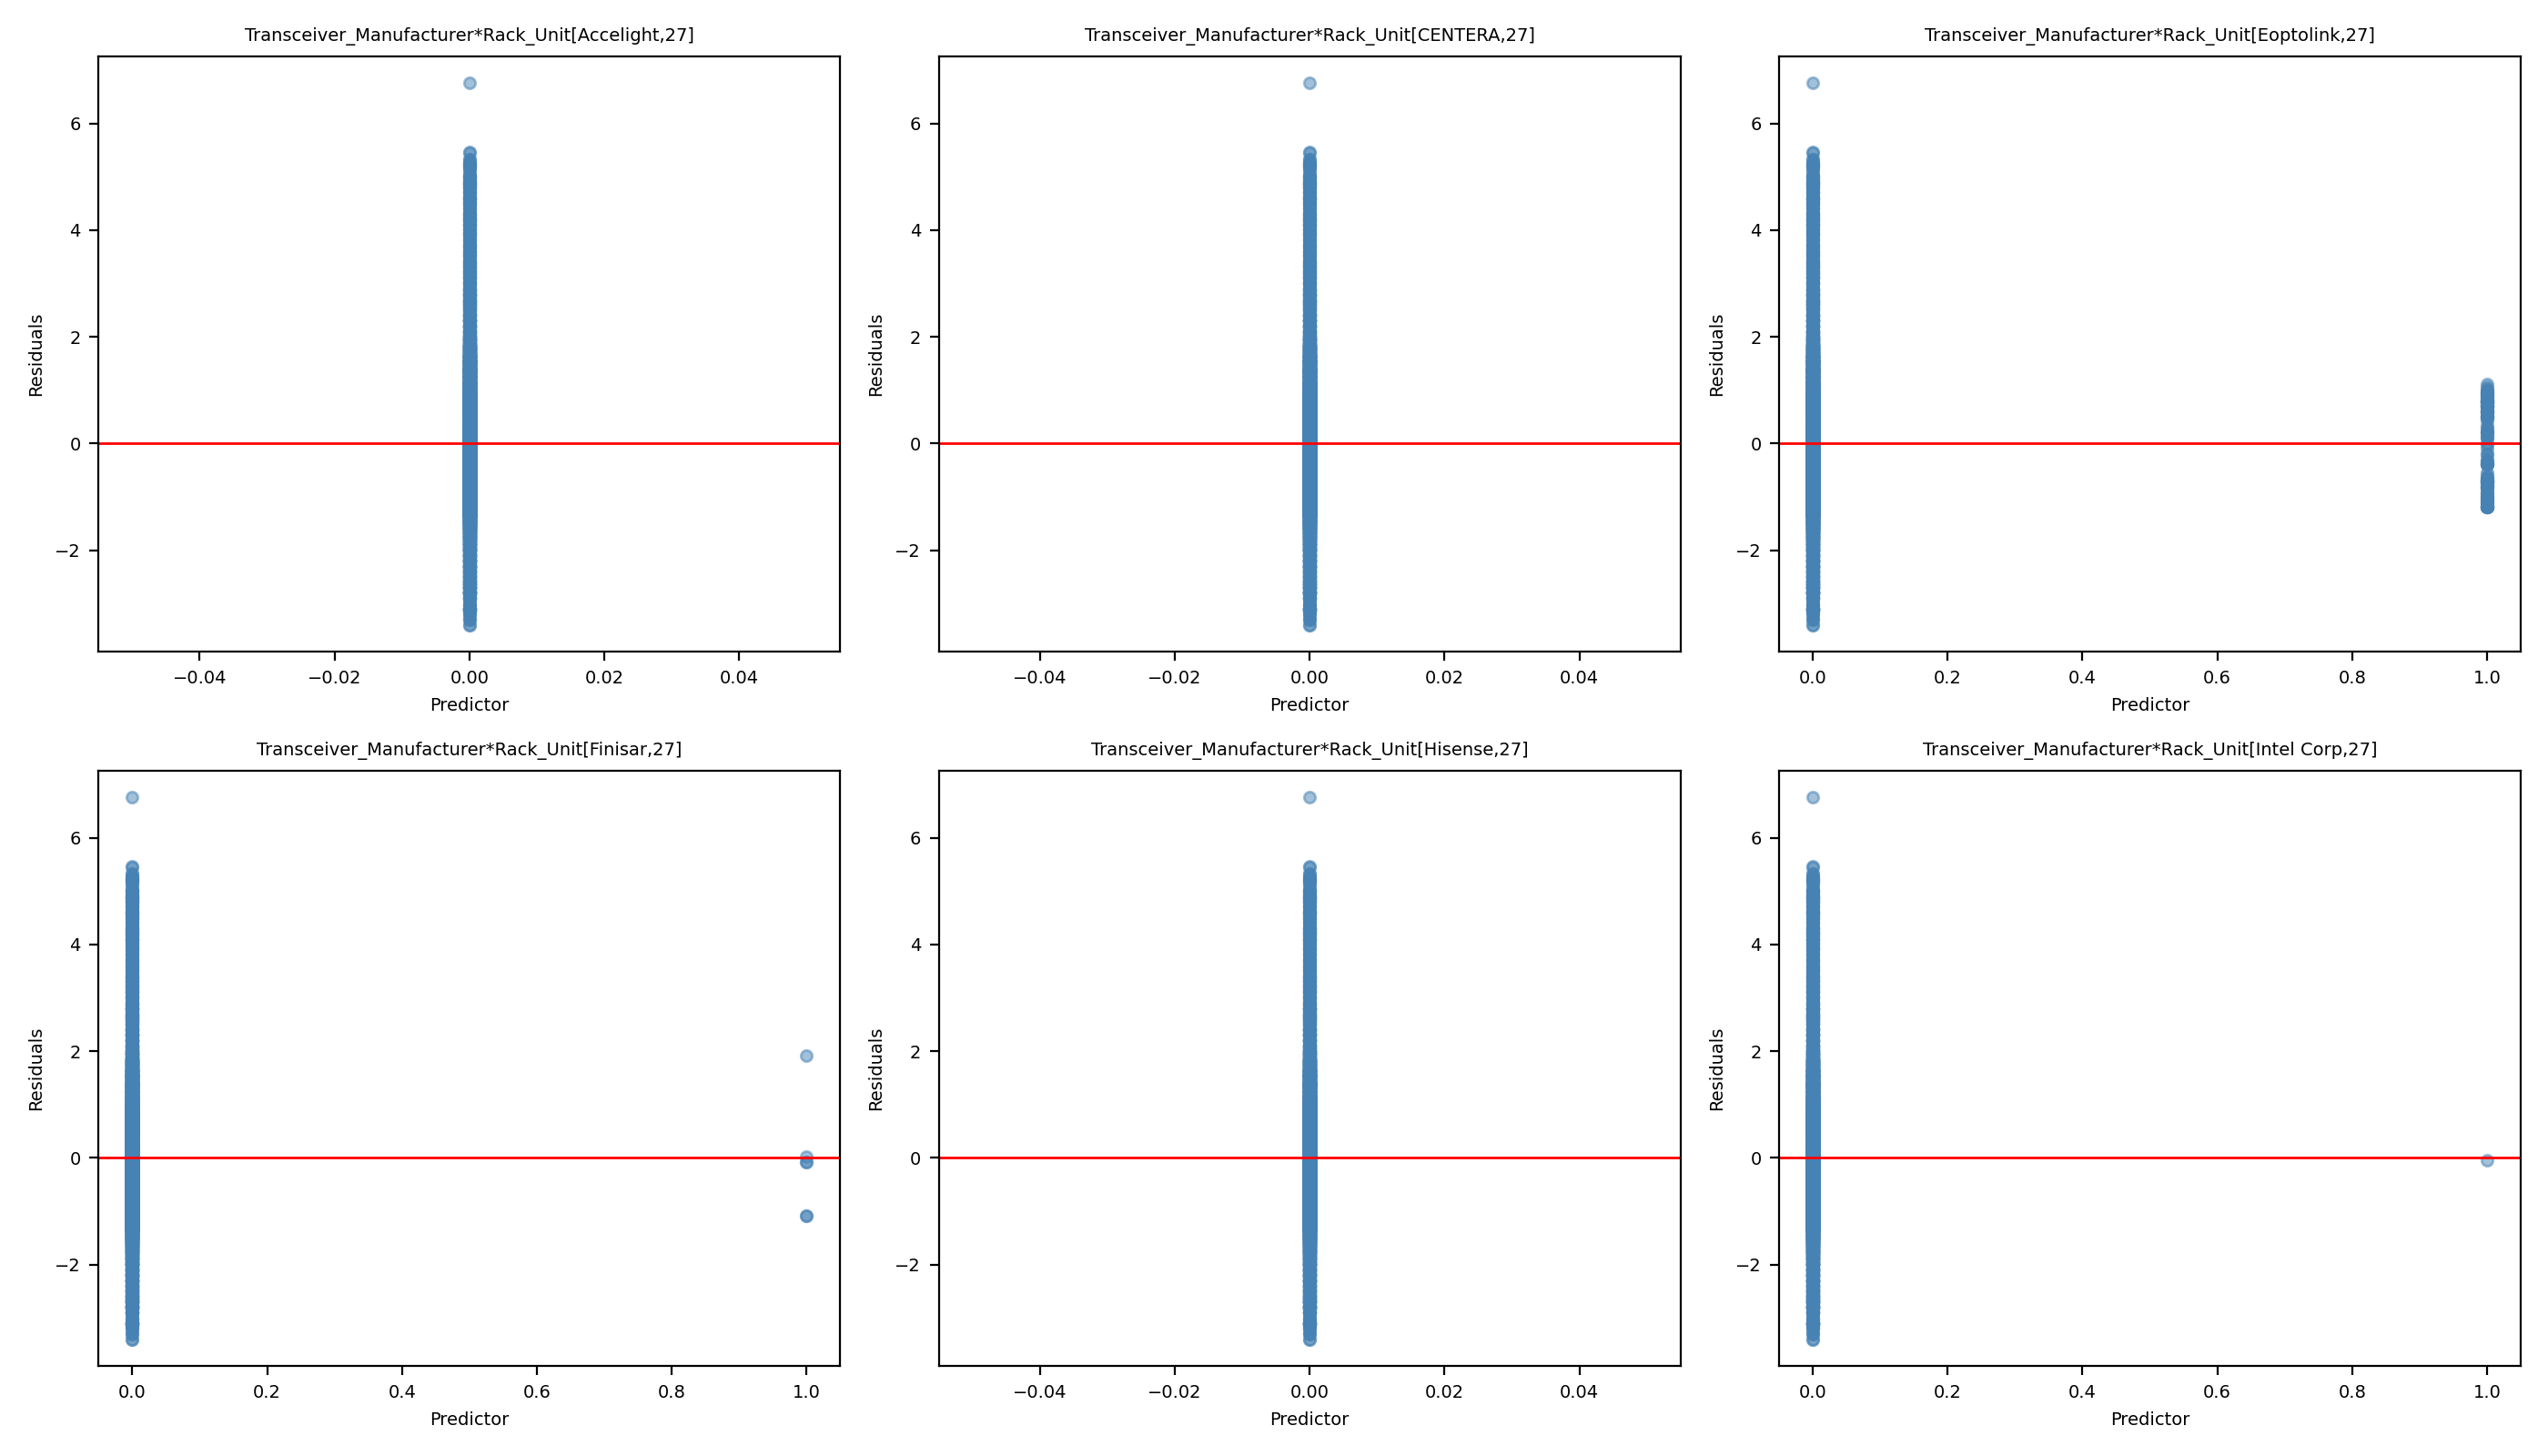 Transceiver_Manufacturer*Rack_Unit[Accelight,27]
Residuals
6
4
2
0
−2
−0.04 −0.02 0.00 0.02 0.04
Predictor
Transceiver_Manufacturer*Rack_Unit[CENTERA,27]
Residuals
6
4
2
0
−2
−0.04 −0.02 0.00 0.02 0.04
Predictor
Transceiver_Manufacturer*Rack_Unit[Eoptolink,27]
Residuals
6
4
2
0
−2
0.0 0.2 0.4 0.6 0.8 1.0
Predictor
Transceiver_Manufacturer*Rack_Unit[Finisar,27]
Residuals
6
4
2
0
−2
0.0 0.2 0.4 0.6 0.8 1.0
Predictor
Transceiver_Manufacturer*Rack_Unit[Hisense,27]
Residuals
6
4
2
0
−2
−0.04 −0.02 0.00 0.02 0.04
Predictor
Transceiver_Manufacturer*Rack_Unit[Intel Corp,27]
Residuals
6
4
2
0
−2
0.0 0.2 0.4 0.6 0.8 1.0
Predictor